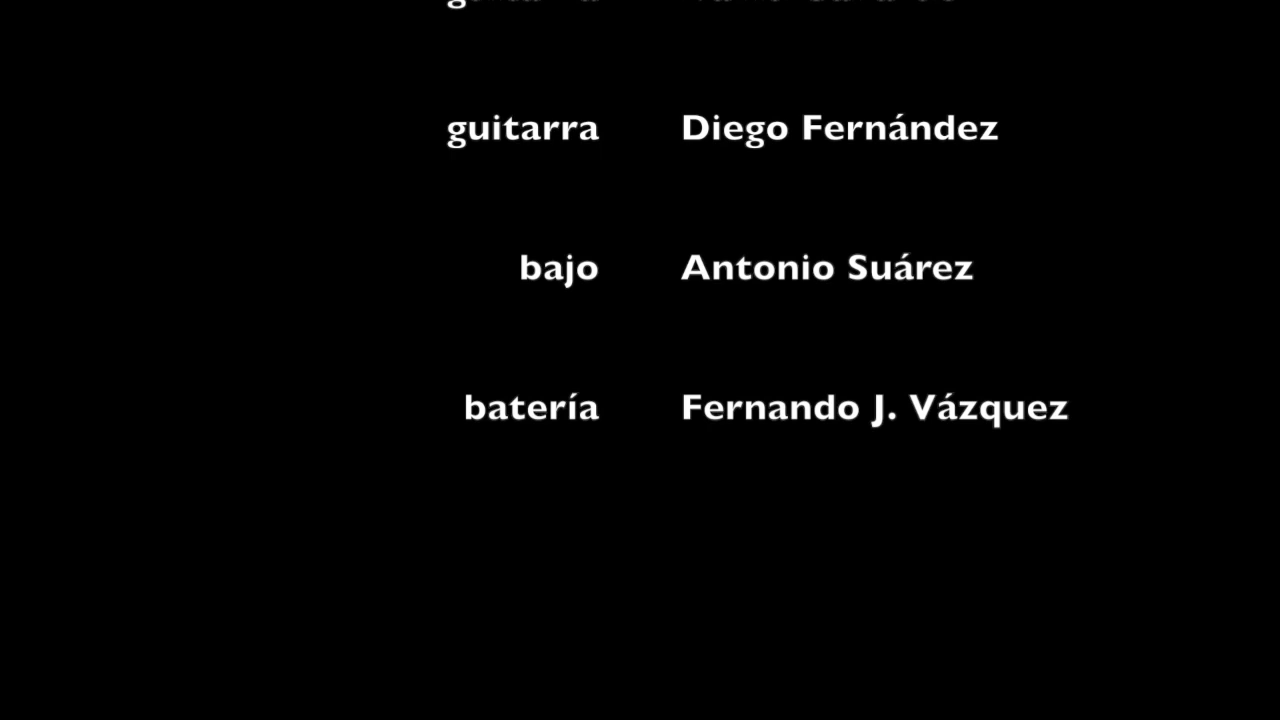 guitarra Diego Fernández
bajo Antonio Suárez
batería Fernando J. Vázquez